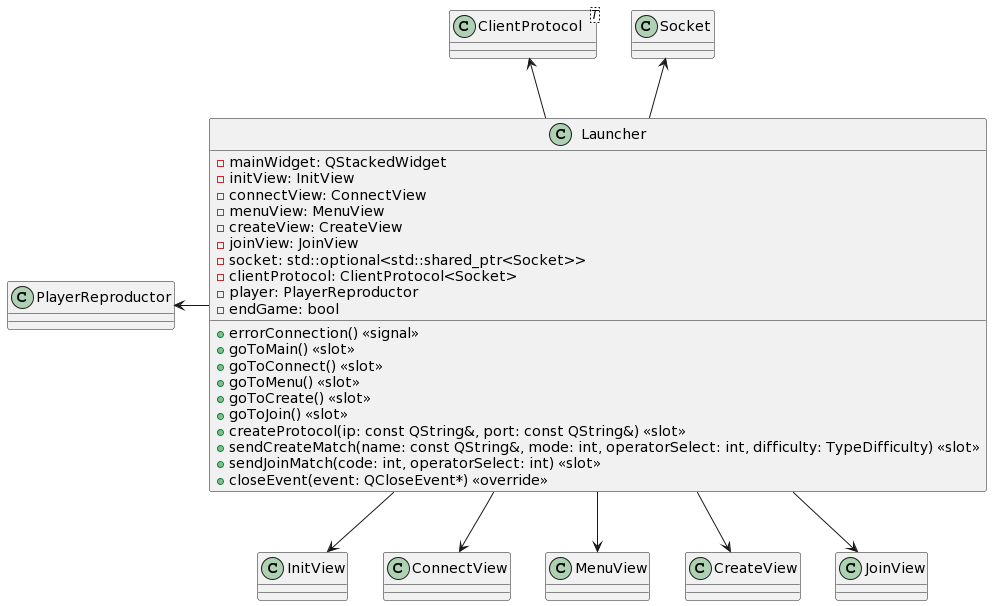 C ClientProtocol T
C Socket
C Launcher
mainWidget: QStackedWidget
initView: InitView
connectView: ConnectView
menuView: MenuView
createView: CreateView
joinView: JoinView
socket: std::optional<std::shared_ptr<Socket>>
clientProtocol: ClientProtocol<Socket>
player: PlayerReproductor
endGame: bool
C PlayerReproductor
errorConnection() «signal»
goToMain() «slot»
goToConnect() «slot»
goToMenu() «slot»
goToCreate() «slot»
goToJoin() «slot»
createProtocol(ip: const QString&, port: const QString&) «slot»
sendCreateMatch(name: const QString&, mode: int, operatorSelect: int, difficulty: TypeDifficulty) «slot»
sendJoinMatch(code: int, operatorSelect: int) «slot»
closeEvent(event: QCloseEvent*) «override»
C InitView
C ConnectView
C MenuView
C CreateView
C JoinView